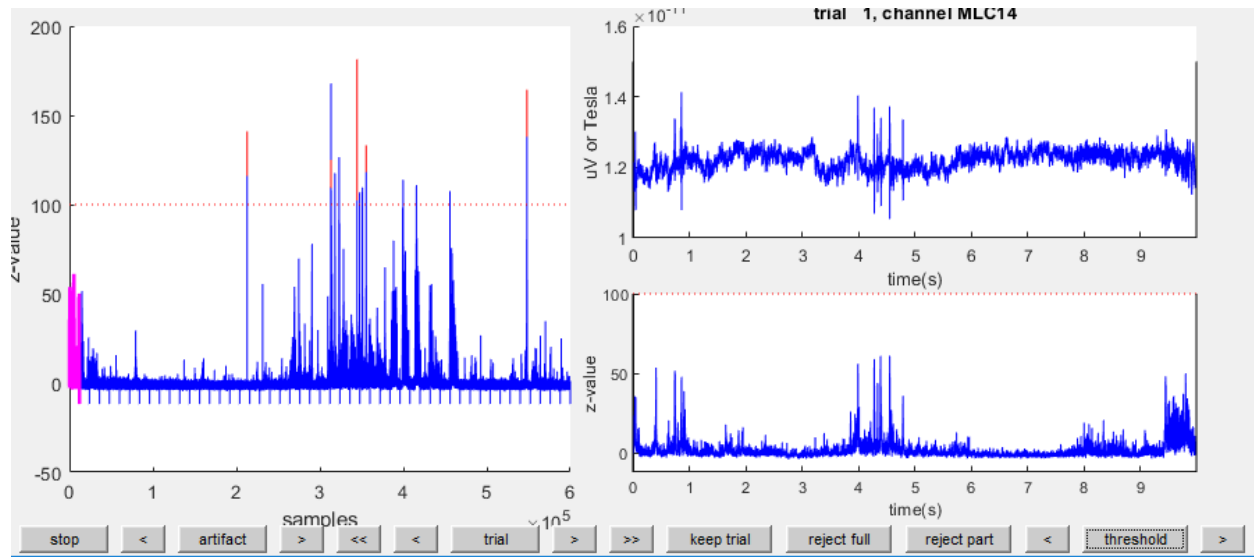 ×10⁻¹¹ trial 1, channel MLC14
200
150
100
50
0
-50
z-value
0 1 2 3 4 5 6
samples
×10⁵
1.6
1.4
1.2
1
uV or Tesla
0 1 2 3 4 5 6 7 8 9
time(s)
100
50
0
z-value
0 1 2 3 4 5 6 7 8 9
time(s)
stop < artifact > << < trial > >> keep trial reject full reject part < threshold >